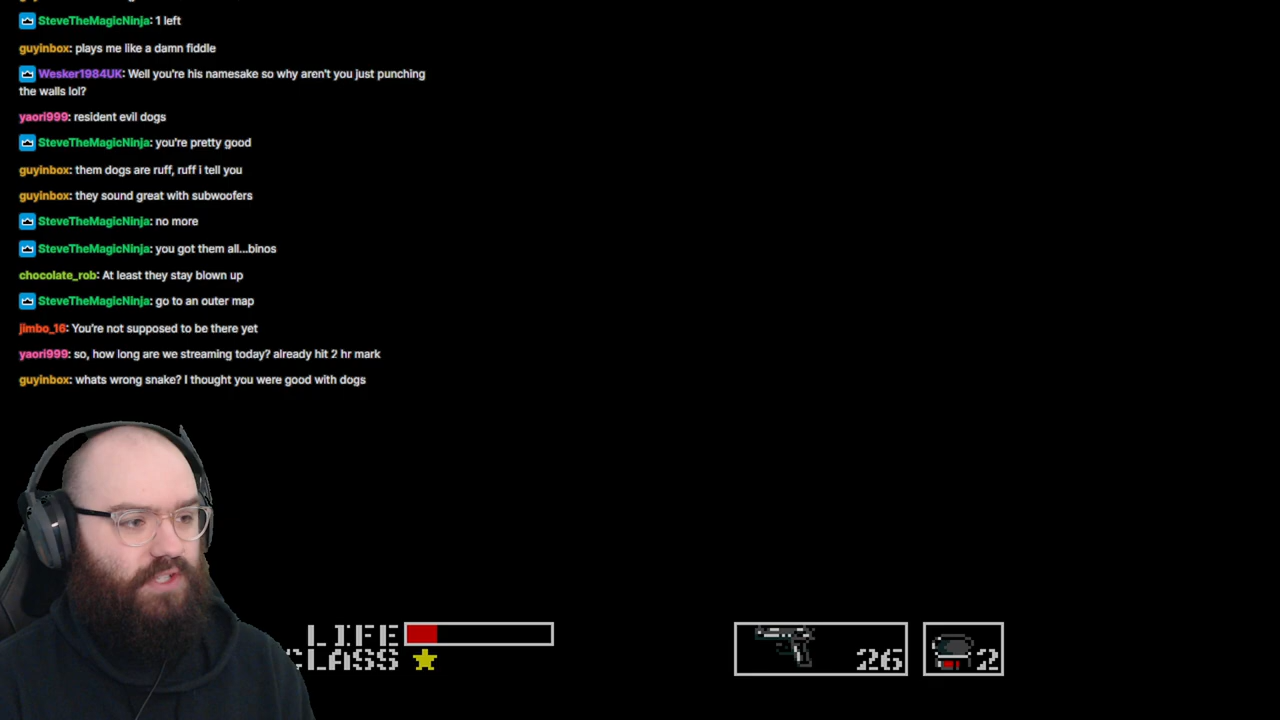 SteveTheMagicNinja: 1 left
guyinbox: plays me like a damn fiddle
Wesker1984UK: Well you're his namesake so why aren't you just punching
the walls lol?
yaori999: resident evil dogs
SteveTheMagicNinja: you're pretty good
guyinbox: them dogs are ruff, ruff i tell you
guyinbox: they sound great with subwoofers
SteveTheMagicNinja: no more
SteveTheMagicNinja: you got them all...binos
chocolate_rob: At least they stay blown up
SteveTheMagicNinja: go to an outer map
jimbo_16: You're not supposed to be there yet
yaori999: so, how long are we streaming today? already hit 2 hr mark
guyinbox: whats wrong snake? I thought you were good with dogs
LIFE
CLASS
26
2